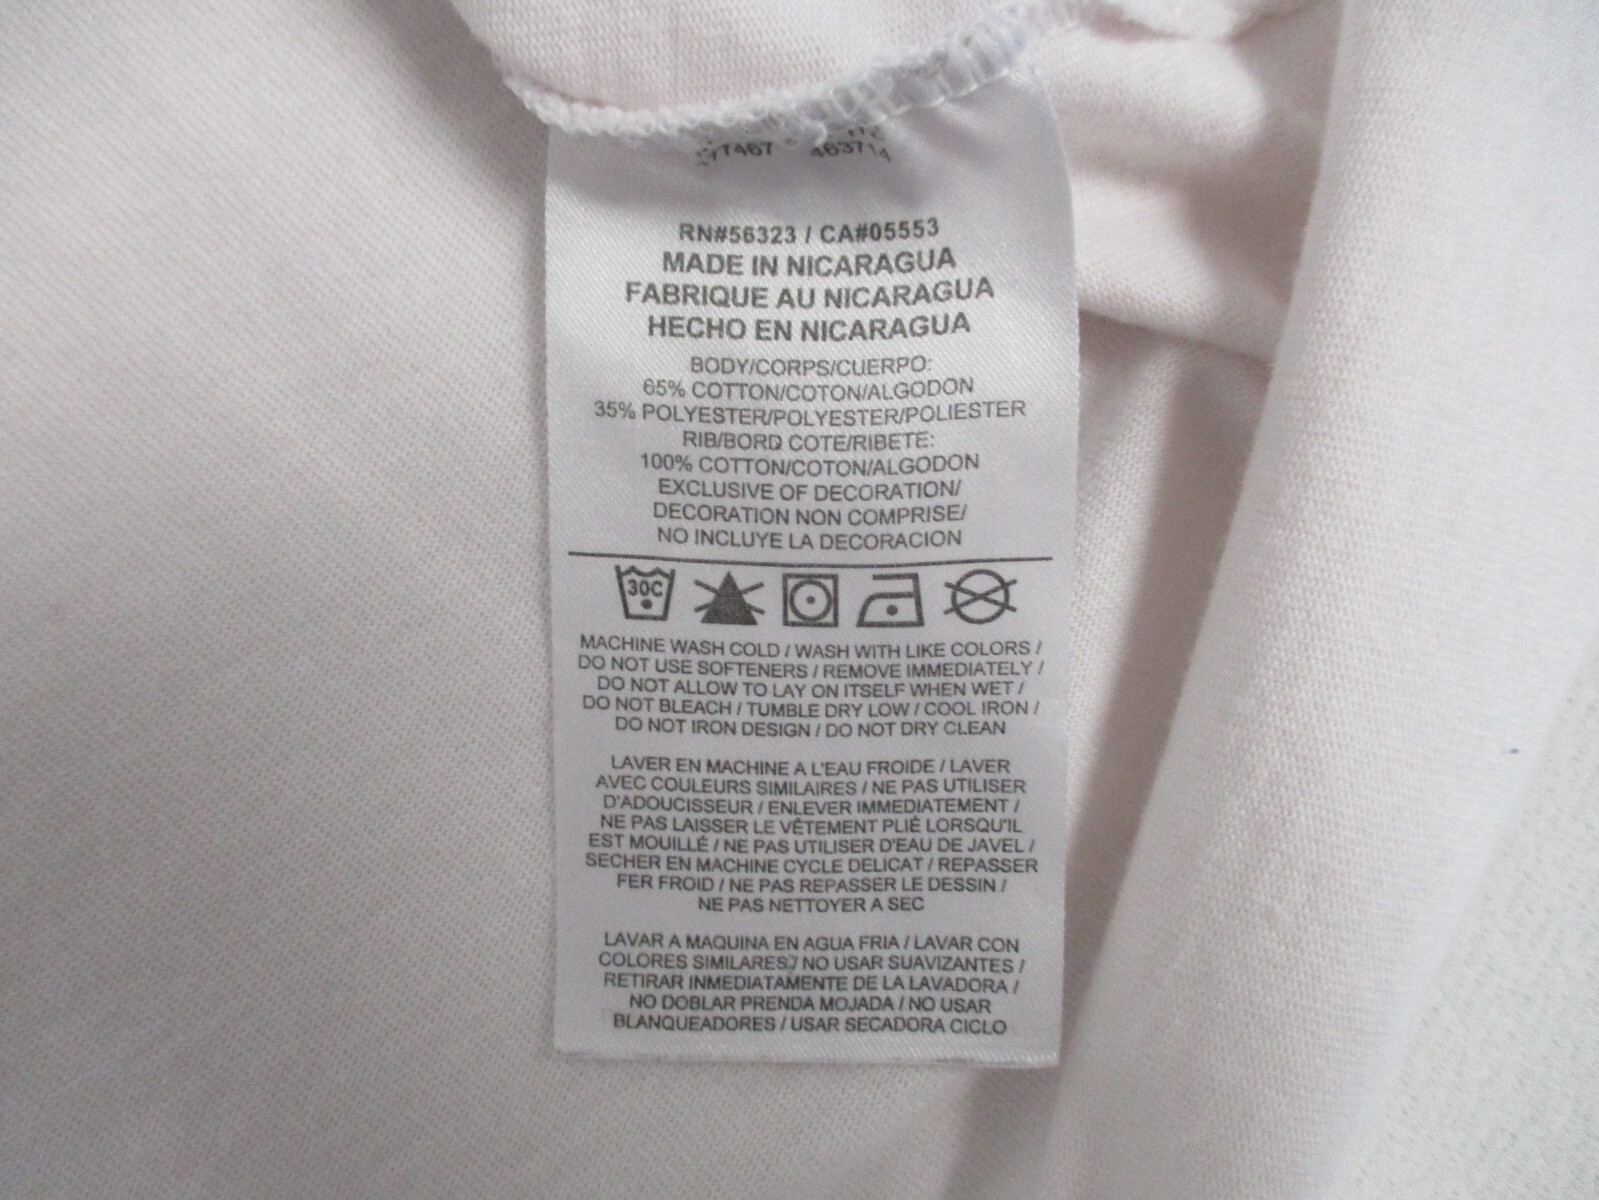 463714
RN#56323 / CA#05553
MADE IN NICARAGUA
FABRIQUE AU NICARAGUA
HECHO EN NICARAGUA
BODY/CORPS/CUERPO:
65% COTTON/COTON/ALGODON
35% POLYESTER/POLYESTER/POLIESTER
RIB/BORD COTE/RIBETE:
100% COTTON/COTON/ALGODON
EXCLUSIVE OF DECORATION/
DECORATION NON COMPRISE/
NO INCLUYE LA DECORACION
30C
MACHINE WASH COLD / WASH WITH LIKE COLORS /
DO NOT USE SOFTENERS / REMOVE IMMEDIATELY /
DO NOT ALLOW TO LAY ON ITSELF WHEN WET /
DO NOT BLEACH / TUMBLE DRY LOW / COOL IRON /
DO NOT IRON DESIGN / DO NOT DRY CLEAN
LAVER EN MACHINE A L'EAU FROIDE / LAVER
AVEC COULEURS SIMILAIRES / NE PAS UTILISER
D'ADOUCISSEUR / ENLEVER IMMEDIATEMENT /
NE PAS LAISSER LE VÊTEMENT PLIÉ LORSQU'IL
EST MOUILLÉ / NE PAS UTILISER D'EAU DE JAVEL /
SECHER EN MACHINE CYCLE DELICAT / REPASSER
FER FROID / NE PAS REPASSER LE DESSIN /
NE PAS NETTOYER A SEC
LAVAR A MAQUINA EN AGUA FRIA / LAVAR CON
COLORES SIMILARES / NO USAR SUAVIZANTES /
RETIRAR INMEDIATAMENTE DE LA LAVADORA /
NO DOBLAR PRENDA MOJADA / NO USAR
BLANQUEADORES / USAR SECADORA CICLO